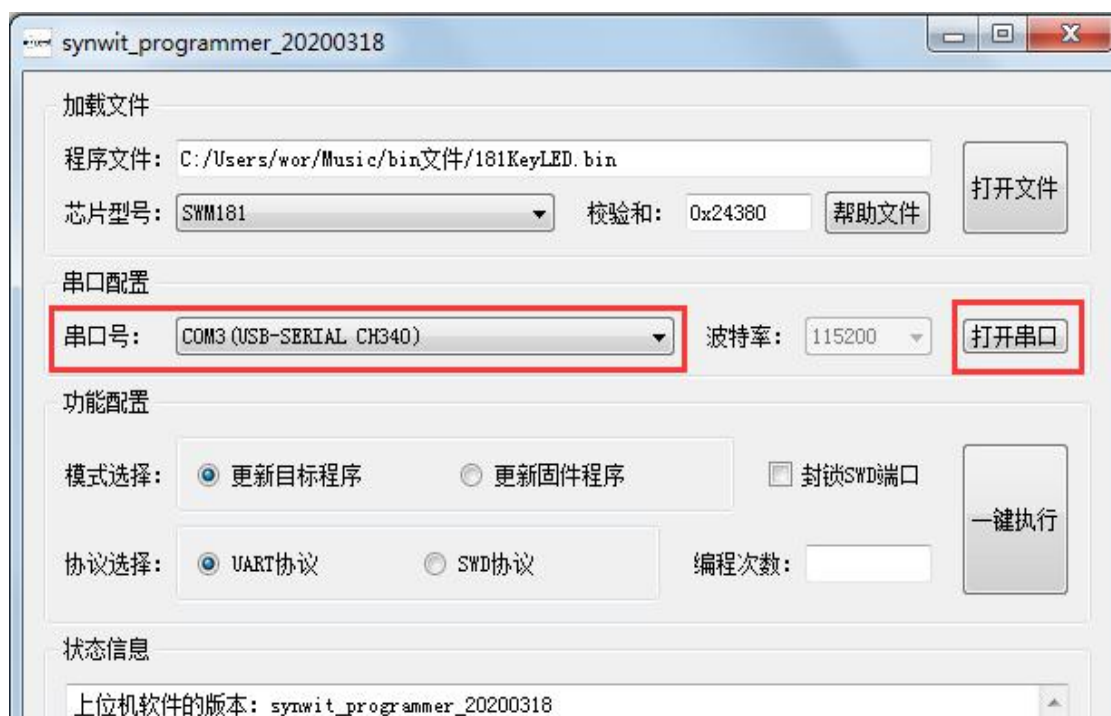 synwit_programmer_20200318
加载文件
程序文件: C:/Users/wor/Music/bin文件/181KeyLED.bin
打开文件
芯片型号: SWM181 校验和: 0x24380 帮助文件
串口配置
串口号: COM3(USB-SERIAL CH340) 波特率: 115200 打开串口
功能配置
模式选择: 更新目标程序 更新固件程序 封锁SWD端口
一键执行
协议选择: UART协议 SWD协议 编程次数:
状态信息
上位机软件的版本: synwit_programmer_20200318